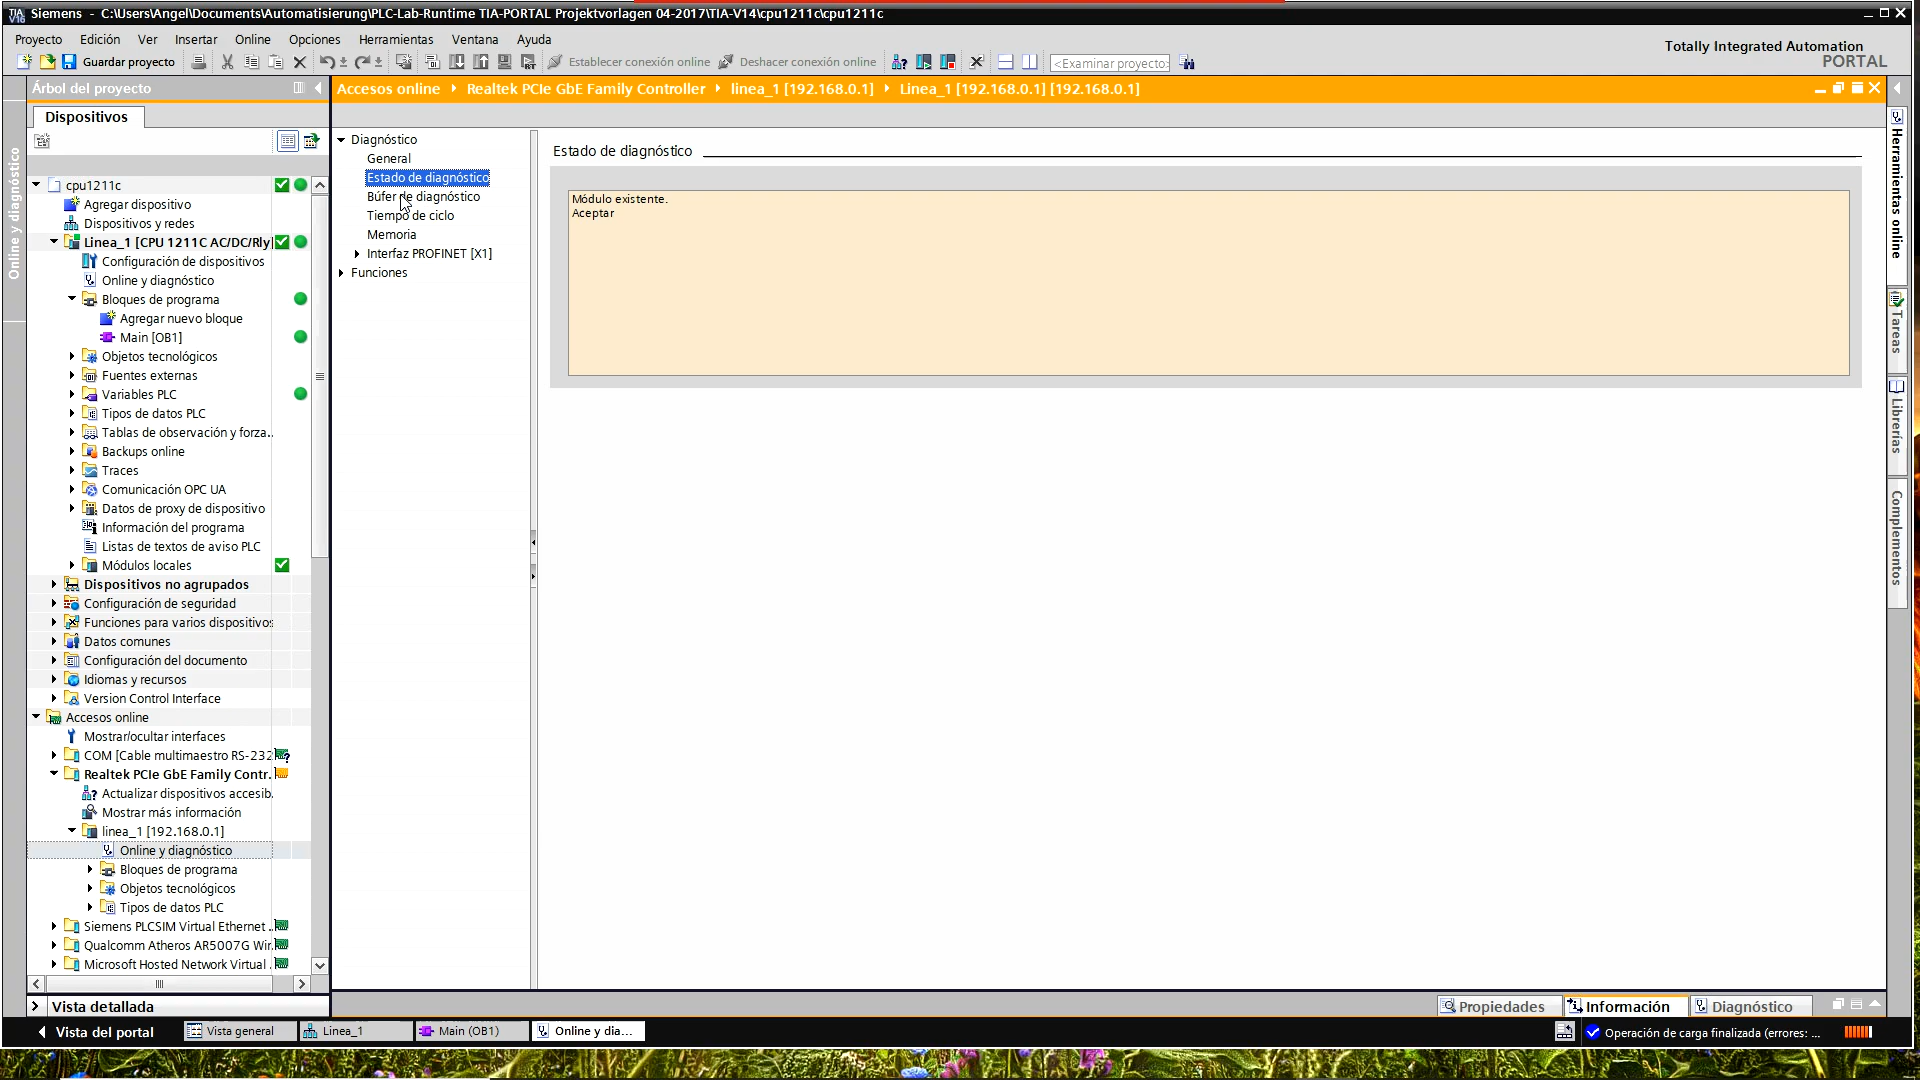 Siemens - C:\Users\Angel\Documents\Automatisierung\PLC-Lab-Runtime TIA-PORTAL Projektvorlagen 04-2017\TIA-V14\cpu1211c\cpu1211c
Proyecto Edición Ver Insertar Online Opciones Herramientas Ventana Ayuda
Totally Integrated Automation
PORTAL
Guardar proyecto
Establecer conexión online
Deshacer conexión online
<Examinar proyecto>
Árbol del proyecto
Accesos online
Realtek PCIe GbE Family Controller
linea_1 [192.168.0.1]
Linea_1 [192.168.0.1] [192.168.0.1]
Dispositivos
Online y diagnóstico
cpu1211c
Agregar dispositivo
Dispositivos y redes
Linea_1 [CPU 1211C AC/DC/Rly]
Configuración de dispositivos
Online y diagnóstico
Bloques de programa
Agregar nuevo bloque
Main [OB1]
Objetos tecnológicos
Fuentes externas
Variables PLC
Tipos de datos PLC
Tablas de observación y forza..
Backups online
Traces
Comunicación OPC UA
Datos de proxy de dispositivo
Información del programa
Listas de textos de aviso PLC
Módulos locales
Dispositivos no agrupados
Configuración de seguridad
Funciones para varios dispositivos
Datos comunes
Configuración del documento
Idiomas y recursos
Version Control Interface
Accesos online
Mostrar/ocultar interfaces
COM [Cable multimaestro RS-232
Realtek PCIe GbE Family Contr.
Actualizar dispositivos accesib.
Mostrar más información
linea_1 [192.168.0.1]
Online y diagnóstico
Bloques de programa
Objetos tecnológicos
Tipos de datos PLC
Siemens PLCSIM Virtual Ethernet .
Qualcomm Atheros AR5007G Wir.
Microsoft Hosted Network Virtual .
Vista detallada
Diagnóstico
General
Estado de diagnóstico
Búfer de diagnóstico
Tiempo de ciclo
Memoria
Interfaz PROFINET [X1]
Funciones
Estado de diagnóstico
Módulo existente.
Aceptar
Herramientas online
Tareas
Librerías
Complementos
Propiedades
Información
Diagnóstico
Vista del portal
Vista general
Linea_1
Main (OB1)
Online y dia...
Operación de carga finalizada (errores: ...